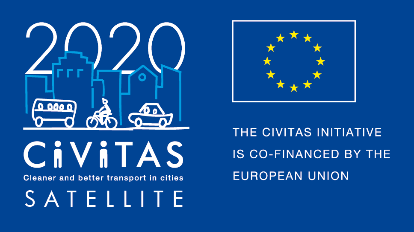 2020
CiViTAS
Cleaner and better transport in cities
SATELLITE
THE CIVITAS INITIATIVE
IS CO-FINANCED BY THE
EUROPEAN UNION